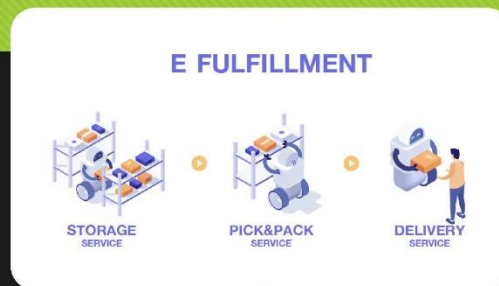 E FULFILLMENT
STORAGE
SERVICE
PICK&PACK
SERVICE
DELIVERY
SERVICE